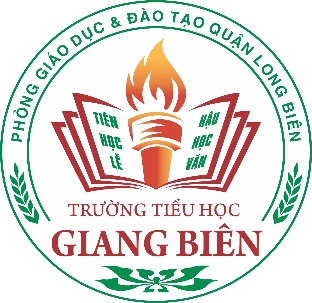 PHÒNG GIÁO DỤC & ĐÀO TẠO QUẬN LONG BIÊN
TIÊN
HỌC
LỄ
HẬU
HỌC
VĂN
TRƯỜNG TIỂU HỌC
GIANG BIÊN